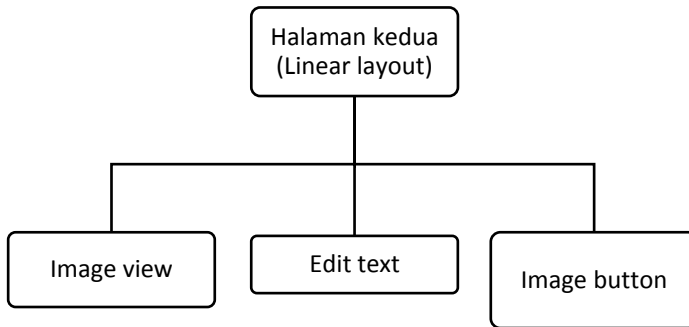 Halaman kedua
(Linear layout)
Image view
Edit text
Image button